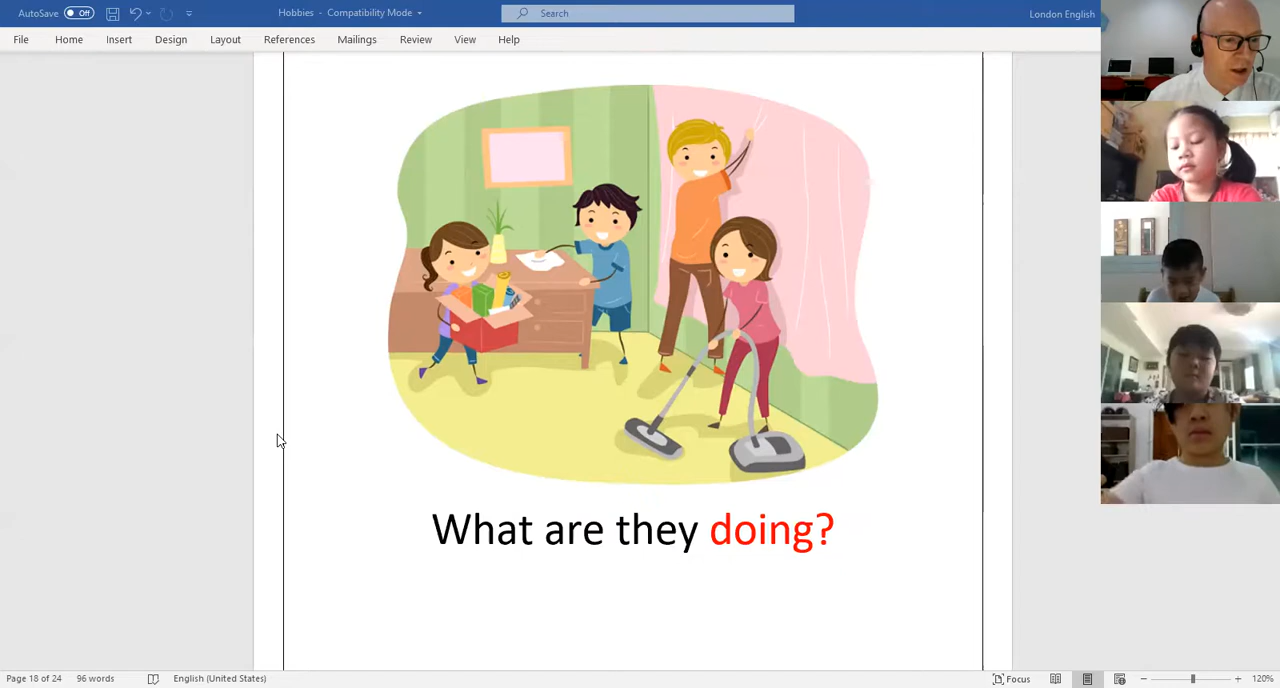 AutoSave Off Hobbies - Compatibility Mode Search London English
File Home Insert Design Layout References Mailings Review View Help
What are they doing?
Page 18 of 24 96 words English (United States) Focus 120%